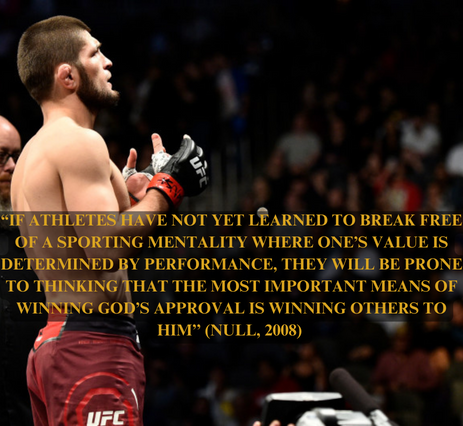 UFC
“IF ATHLETES HAVE NOT YET LEARNED TO BREAK FREE
OF A SPORTING MENTALITY WHERE ONE’S VALUE IS
DETERMINED BY PERFORMANCE, THEY WILL BE PRONE
TO THINKING THAT THE MOST IMPORTANT MEANS OF
WINNING GOD’S APPROVAL IS WINNING OTHERS TO
HIM” (NULL, 2008)
UFC